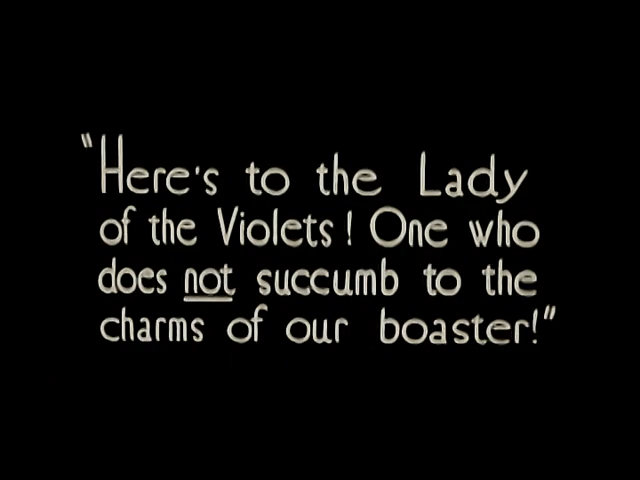 "Here's to the Lady
of the Violets! One who
does not succumb to the
charms of our boaster!"